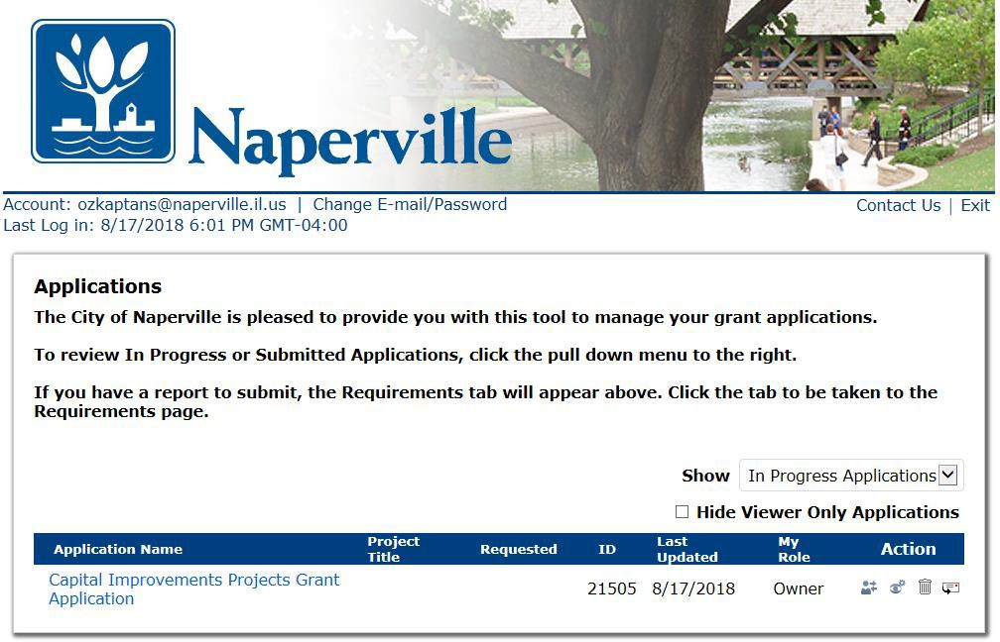 Naperville
Account: ozkaptans@naperville.il.us | Change E-mail/Password
Contact Us | Exit
Last Log in: 8/17/2018 6:01 PM GMT-04:00
Applications
The City of Naperville is pleased to provide you with this tool to manage your grant applications.
To review In Progress or Submitted Applications, click the pull down menu to the right.
If you have a report to submit, the Requirements tab will appear above. Click the tab to be taken to the
Requirements page.
Show In Progress Applications
Hide Viewer Only Applications
Application Name Project Title Requested ID Last Updated My Role Action
Capital Improvements Projects Grant
Application 21505 8/17/2018 Owner